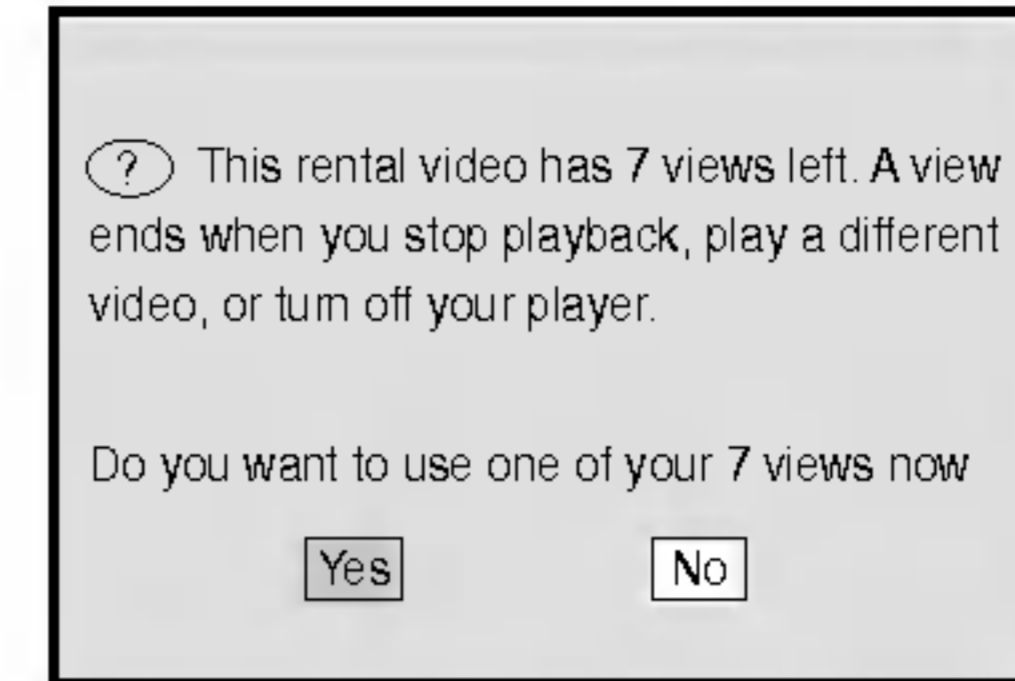 ? This rental video has 7 views left. A view
ends when you stop playback, play a different
video, or turn off your player.
Do you want to use one of your 7 views now
Yes No